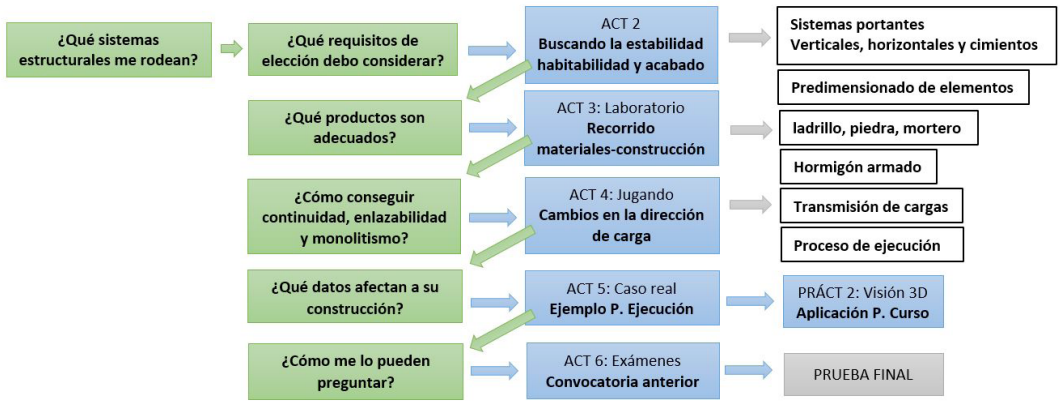 ¿Qué sistemas
estructurales me rodean?
¿Qué requisitos de
elección debo considerar?
ACT 2
Buscando la estabilidad
habitabilidad y acabado
Sistemas portantes
Verticales, horizontales y cimientos
Predimensionado de elementos
¿Qué productos son
adecuados?
ACT 3: Laboratorio
Recorrido
materiales-construcción
ladrillo, piedra, mortero
Hormigón armado
¿Cómo conseguir
continuidad, enlazabilidad
y monolitismo?
ACT 4: Jugando
Cambios en la dirección
de carga
Transmisión de cargas
Proceso de ejecución
¿Qué datos afectan a su
construcción?
ACT 5: Caso real
Ejemplo P. Ejecución
PRÁCT 2: Visión 3D
Aplicación P. Curso
¿Cómo me lo pueden
preguntar?
ACT 6: Exámenes
Convocatoria anterior
PRUEBA FINAL